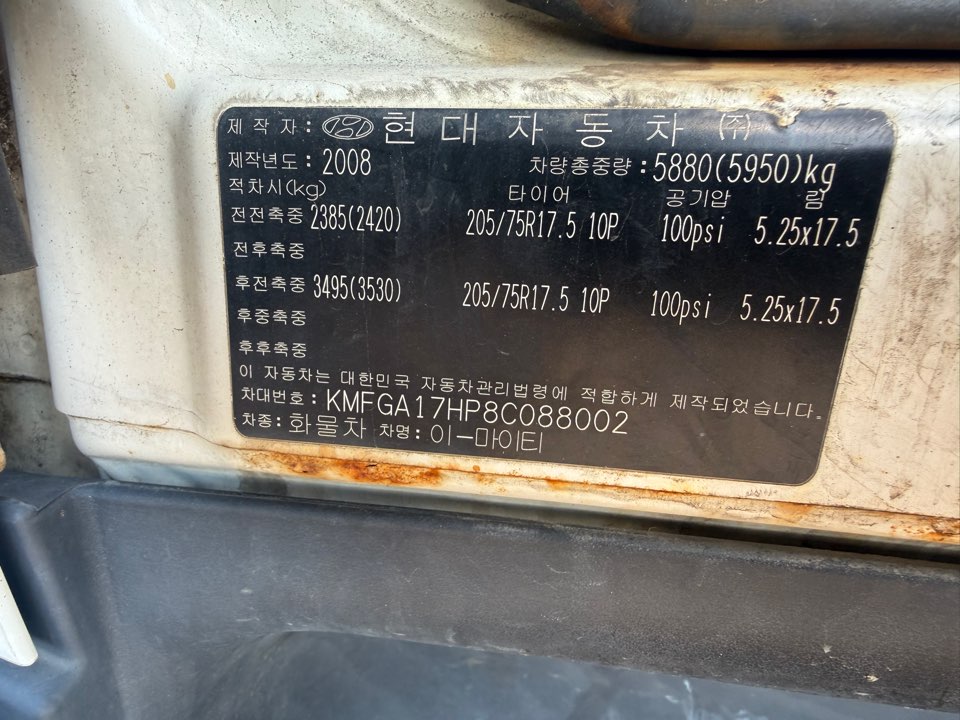 제 작 자 : 현 대 자 동 차 (주)
제작년도 : 2008 차량총중량 : 5880(5950)kg
적차시(kg) 타이어 공기압 림
전전축중 2385(2420) 205/75R17.5 10P 100psi 5.25x17.5
전후축중
후전축중 3495(3530) 205/75R17.5 10P 100psi 5.25x17.5
후중축중
후후축중
이 자동차는 대한민국 자동차관리법령에 적합하게 제작되었습니다.
차대번호: KMFGA17HP8C088002
차종: 화물차 차명: 이-마이티